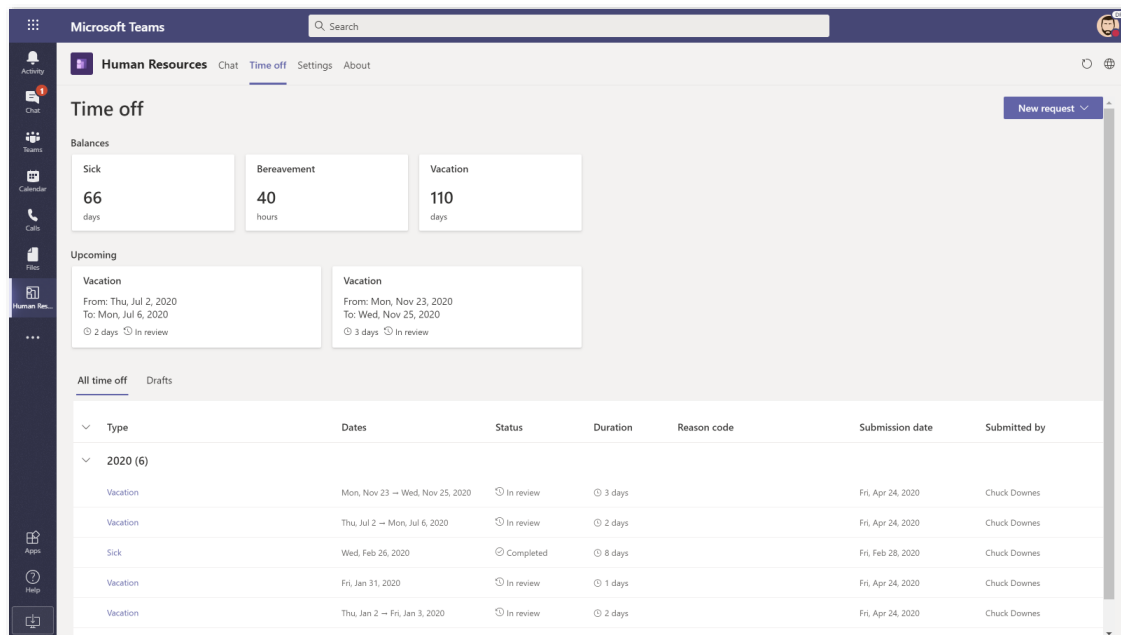 Microsoft Teams
Search
Activity
1
Chat
Teams
Calendar
Calls
Files
Human Res...
Apps
Help
Human Resources Chat Time off Settings About
Time off
New request
Balances
Sick
66
days
Bereavement
40
hours
Vacation
110
days
Upcoming
Vacation
From: Thu, Jul 2, 2020
To: Mon, Jul 6, 2020
2 days In review
Vacation
From: Mon, Nov 23, 2020
To: Wed, Nov 25, 2020
3 days In review
All time off Drafts
Type Dates Status Duration Reason code Submission date Submitted by
2020 (6)
Vacation Mon, Nov 23 → Wed, Nov 25, 2020 In review 3 days Fri, Apr 24, 2020 Chuck Downes
Vacation Thu, Jul 2 → Mon, Jul 6, 2020 In review 2 days Fri, Apr 24, 2020 Chuck Downes
Sick Wed, Feb 26, 2020 Completed 8 days Fri, Feb 28, 2020 Chuck Downes
Vacation Fri, Jan 31, 2020 In review 1 days Fri, Apr 24, 2020 Chuck Downes
Vacation Thu, Jan 2 → Fri, Jan 3, 2020 In review 2 days Fri, Apr 24, 2020 Chuck Downes